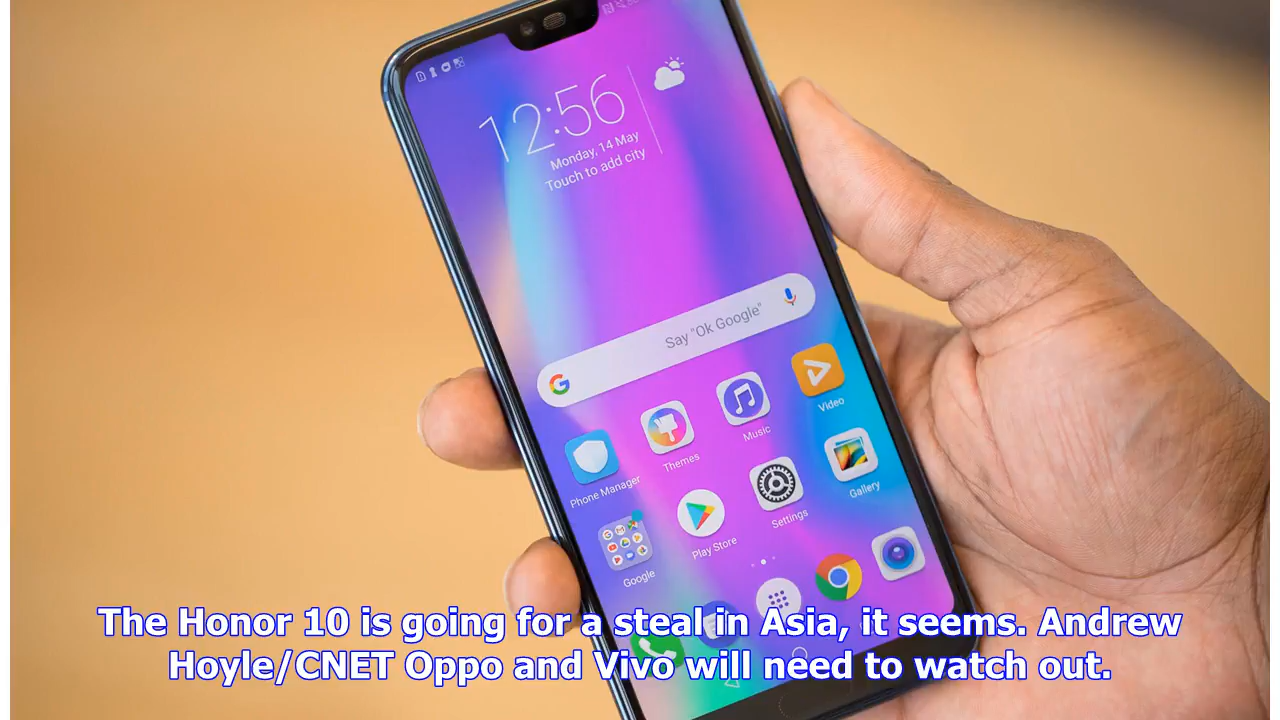 12:56
Monday, 14 May
Touch to add city
Say "Ok Google"
Video
Music
Themes
Phone Manager
Gallery
Settings
Play Store
Google
The Honor 10 is going for a steal in Asia, it seems. Andrew
Hoyle/CNET Oppo and Vivo will need to watch out.